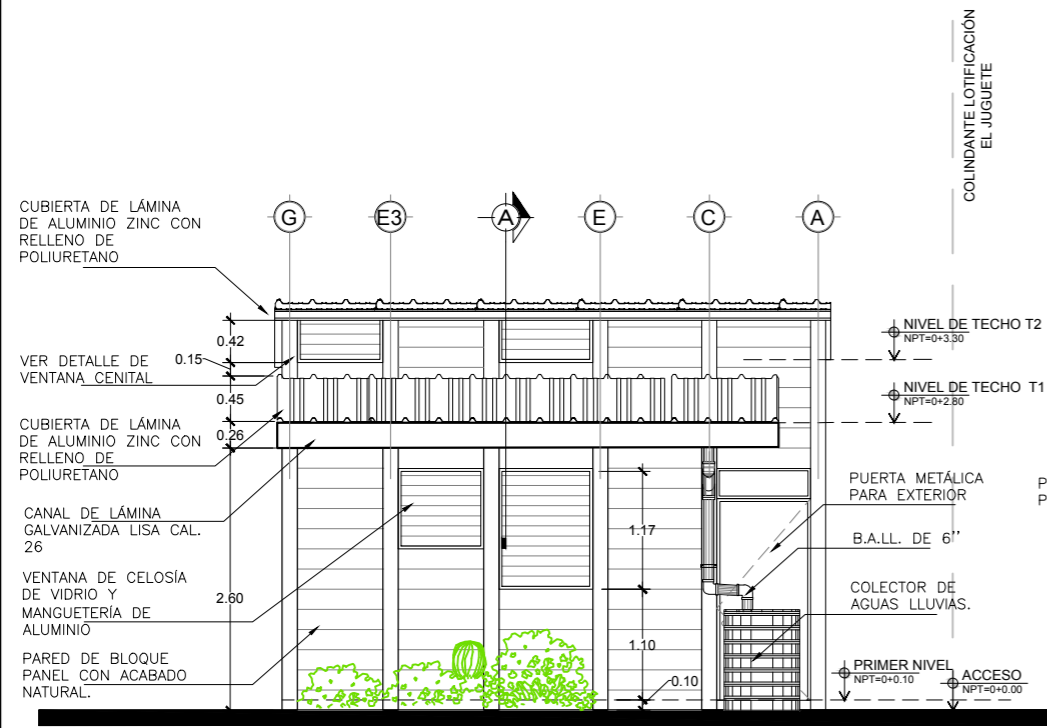 COLINDANTE LOTIFICACIÓN
EL JUGUETE
G
E3
A
E
C
A
CUBIERTA DE LÁMINA
DE ALUMINIO ZINC CON
RELLENO DE
POLIURETANO
VER DETALLE DE
VENTANA CENITAL
CUBIERTA DE LÁMINA
DE ALUMINIO ZINC CON
RELLENO DE
POLIURETANO
CANAL DE LÁMINA
GALVANIZADA LISA CAL.
26
VENTANA DE CELOSÍA
DE VIDRIO Y
MANGUETERÍA DE
ALUMINIO
PARED DE BLOQUE
PANEL CON ACABADO
NATURAL.
0.42
0.15
0.45
0.26
2.60
1.17
1.10
0.10
NIVEL DE TECHO T2
NPT=0+3.30
NIVEL DE TECHO T1
NPT=0+2.80
PUERTA METÁLICA
PARA EXTERIOR
P
P
B.A.LL. DE 6''
COLECTOR DE
AGUAS LLUVIAS.
PRIMER NIVEL
NPT=0+0.10
ACCESO
NPT=0+0.00